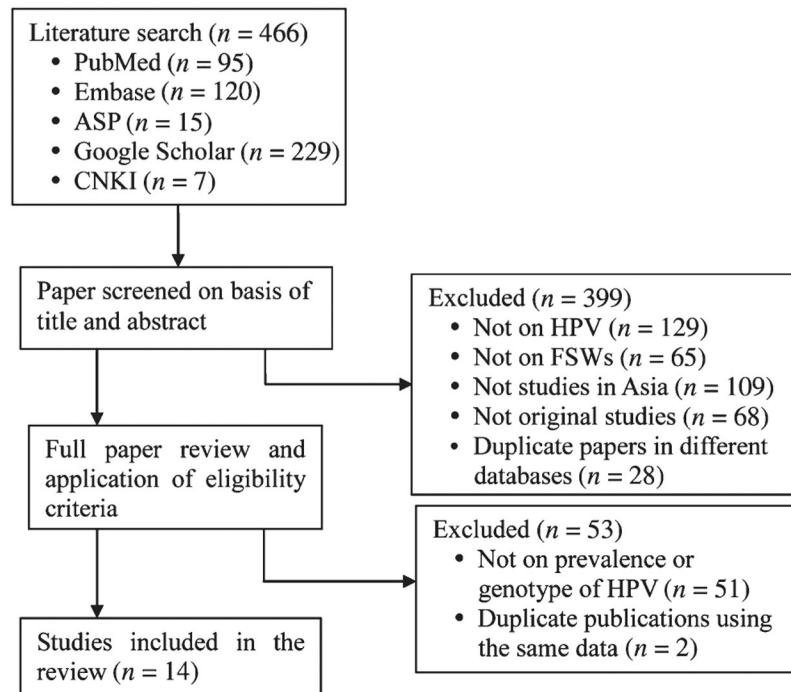 Literature search (n = 466)
• PubMed (n = 95)
• Embase (n = 120)
• ASP (n = 15)
• Google Scholar (n = 229)
• CNKI (n = 7)
Paper screened on basis of
title and abstract
Excluded (n = 399)
• Not on HPV (n = 129)
• Not on FSWs (n = 65)
• Not studies in Asia (n = 109)
• Not original studies (n = 68)
• Duplicate papers in different
databases (n = 28)
Full paper review and
application of eligibility
criteria
Excluded (n = 53)
• Not on prevalence or
genotype of HPV (n = 51)
• Duplicate publications using
the same data (n = 2)
Studies included in the
review (n = 14)